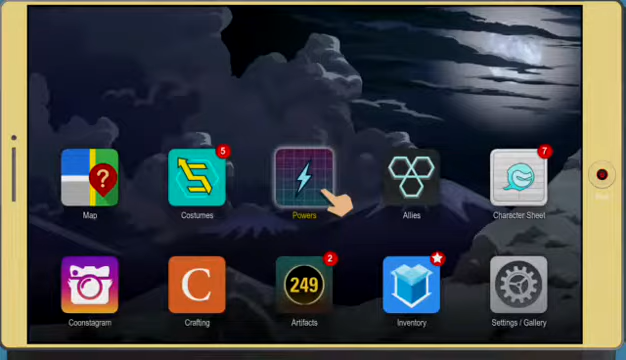 5
7
?
Map
Costumes
Powers
Allies
Character Sheet
2
C
249
Coonstagram
Crafting
Artifacts
Inventory
Settings / Gallery